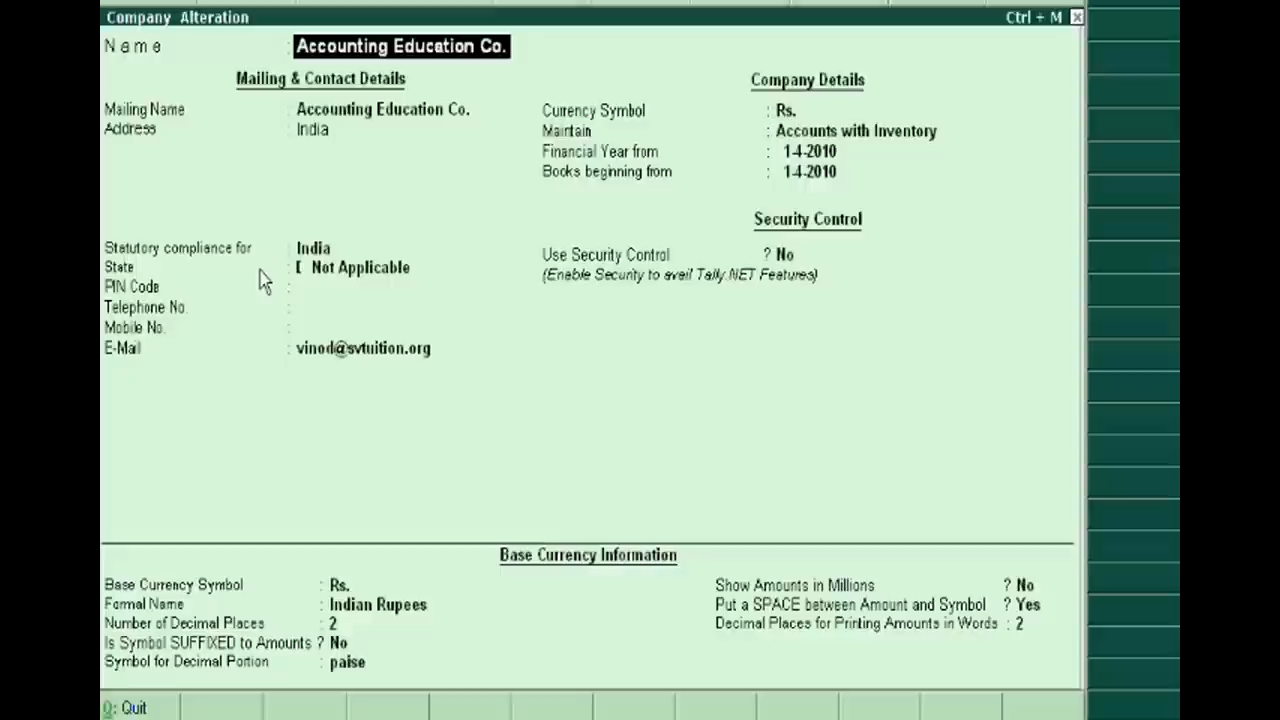 Company Alteration Ctrl + M
Name : Accounting Education Co.
Mailing & Contact Details
Mailing Name : Accounting Education Co.
Address : India
Statutory compliance for : India
State : [ Not Applicable
PIN Code :
Telephone No. :
Mobile No. :
E-Mail : vinod@svtuition.org
Company Details
Currency Symbol : Rs.
Maintain : Accounts with Inventory
Financial Year from : 1-4-2010
Books beginning from : 1-4-2010
Security Control
Use Security Control ? No
(Enable Security to avail Tally.NET Features)
Base Currency Information
Base Currency Symbol : Rs.
Formal Name : Indian Rupees
Number of Decimal Places : 2
Is Symbol SUFFIXED to Amounts ? No
Symbol for Decimal Portion : paise
Show Amounts in Millions ? No
Put a SPACE between Amount and Symbol ? Yes
Decimal Places for Printing Amounts in Words : 2
Q: Quit